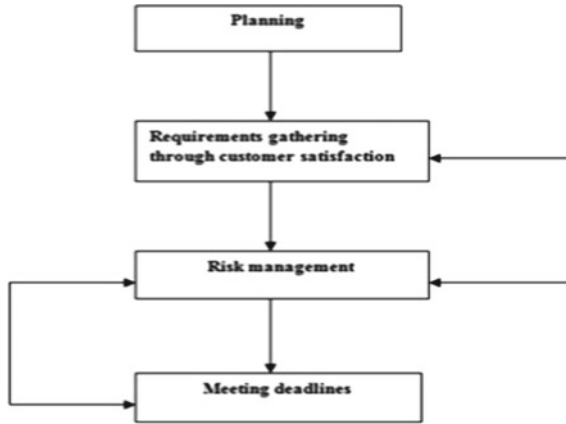 Planning
Requirements gathering
through customer satisfaction
Risk management
Meeting deadlines